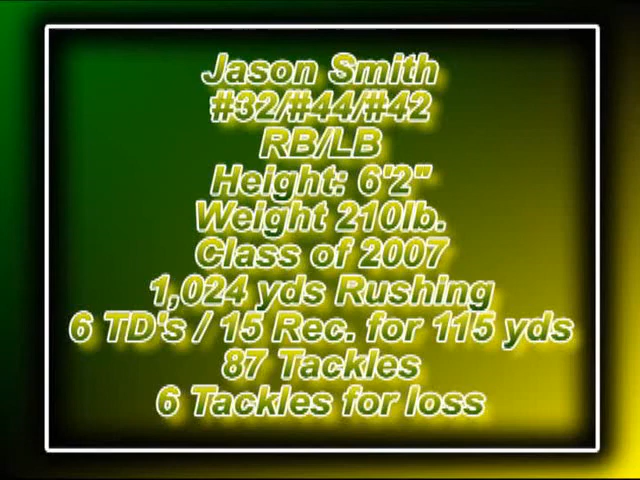 Jason Smith
#32/#44/#42
RB/LB
Height: 6'2"
Weight 210lb.
Class of 2007
1,024 yds Rushing
6 TD's / 15 Rec. for 115 yds
87 Tackles
6 Tackles for loss